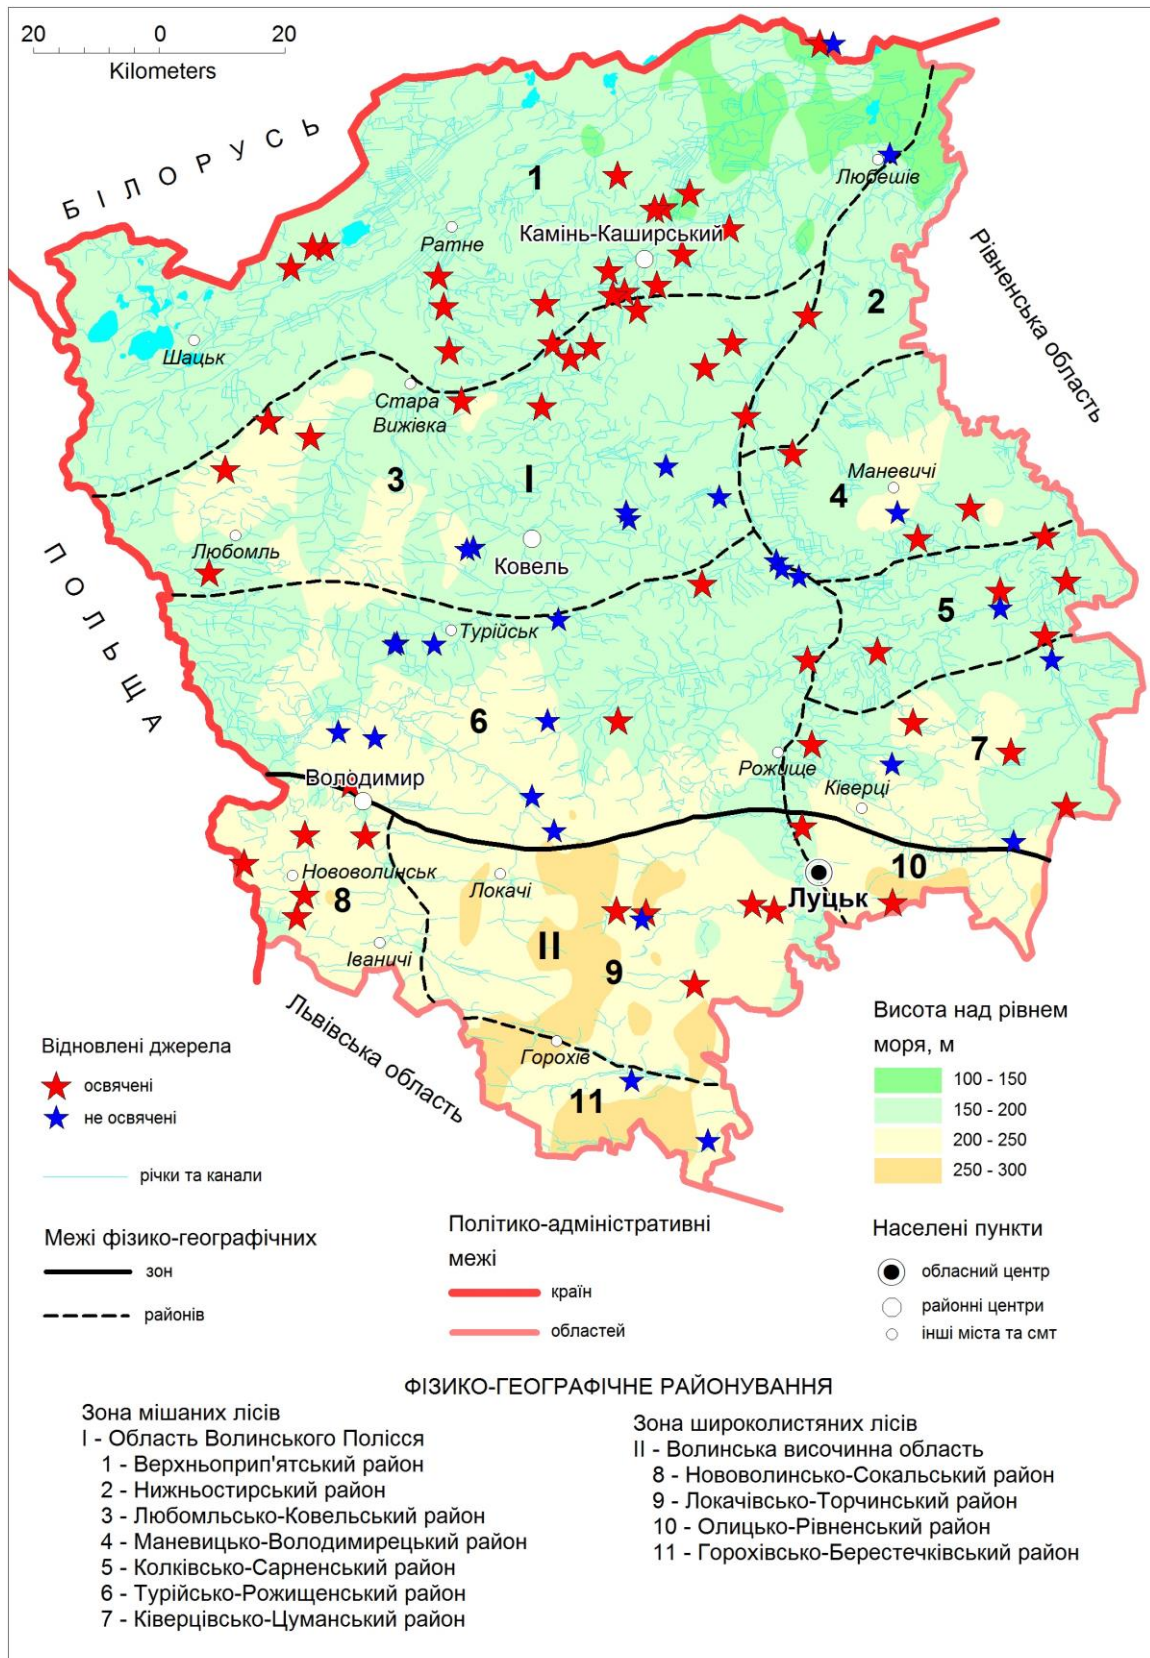 20 0 20
Kilometers
БІЛОРУСЬ
1
Любешів
Ратне
Камінь-Каширський
Рівненська область
2
Шацьк
Стара
Вижівка
3
I
Маневичі
4
Любомль
Ковель
ПОЛЬЩА
5
Турійськ
6
7
Рожище
Ківерці
Володимир
10
Нововолинськ
8
Локачі
Луцьк
Іваничі
II
9
Львівська область
Горохів
11
Відновлені джерела
освячені
не освячені
річки та канали
Межі фізико-географічних
зон
районів
Політико-адміністративні
межі
країн
областей
Висота над рівнем
моря, м
100 - 150
150 - 200
200 - 250
250 - 300
Населені пункти
обласний центр
районні центри
інші міста та смт
ФІЗИКО-ГЕОГРАФІЧНЕ РАЙОНУВАННЯ
Зона мішаних лісів
I - Область Волинського Полісся
1 - Верхньоприп'ятський район
2 - Нижньостирський район
3 - Любомльсько-Ковельський район
4 - Маневицько-Володимирецький район
5 - Колківсько-Сарненський район
6 - Турійсько-Рожищенський район
7 - Ківерцівсько-Цуманський район
Зона широколистяних лісів
II - Волинська височинна область
8 - Нововолинсько-Сокальський район
9 - Локачівсько-Торчинський район
10 - Олицько-Рівненський район
11 - Горохівсько-Берестечківський район